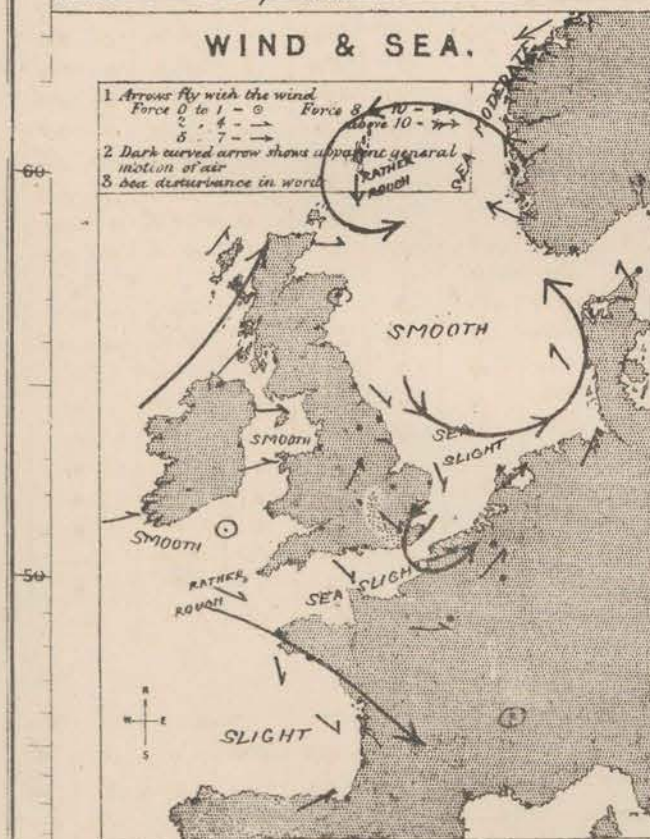 WIND & SEA.
1 Arrows fly with the wind
Force 0 to 1 - ⊙ Force 8 - 10 -
2 „ 4 - above 10 -
5 - 7 -
2 Dark curved arrow shows apparent general
motion of air
3 Sea disturbance in words
60
SEA MODERATE
RATHER
ROUGH
SMOOTH
SEA
SLIGHT
SMOOTH
SMOOTH
50
RATHER
ROUGH
SEA SLIGH
N
W E
S
SLIGHT